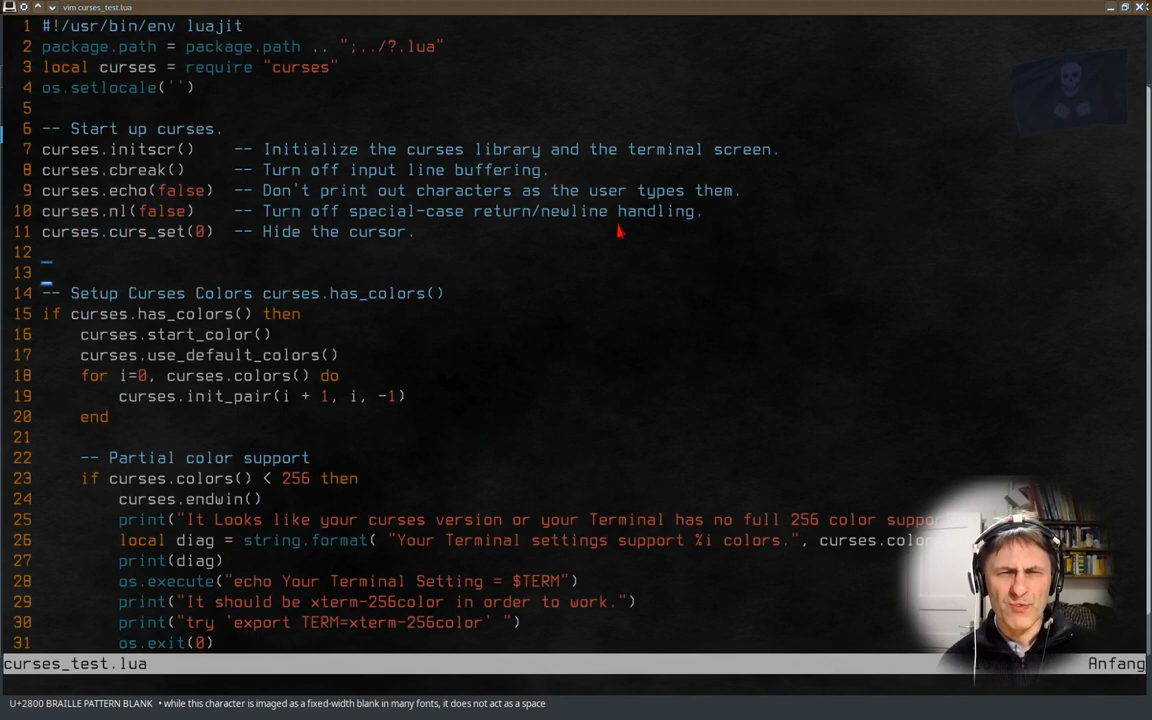 vim curses_test.lua
1 #!/usr/bin/env luajit
2 package.path = package.path .. ";../?.lua"
3 local curses = require "curses"
4 os.setlocale('')
5
6 -- Start up curses.
7 curses.initscr()    -- Initialize the curses library and the terminal screen.
8 curses.cbreak()     -- Turn off input line buffering.
9 curses.echo(false)  -- Don't print out characters as the user types them.
10 curses.nl(false)    -- Turn off special-case return/newline handling.
11 curses.curs_set(0)  -- Hide the cursor.
12
13
14 -- Setup Curses Colors curses.has_colors()
15 if curses.has_colors() then
16     curses.start_color()
17     curses.use_default_colors()
18     for i=0, curses.colors() do
19         curses.init_pair(i + 1, i, -1)
20     end
21
22     -- Partial color support
23     if curses.colors() < 256 then
24         curses.endwin()
25         print("It Looks like your curses version or your Terminal has no full 256 color suppo
26         local diag = string.format( "Your Terminal settings support %i colors.", curses.color
27         print(diag)
28         os.execute("echo Your Terminal Setting = $TERM")
29         print("It should be xterm-256color in order to work.")
30         print("try 'export TERM=xterm-256color' ")
31         os.exit(0)
curses_test.lua Anfang
U+2800 BRAILLE PATTERN BLANK • while this character is imaged as a fixed-width blank in many fonts, it does not act as a space